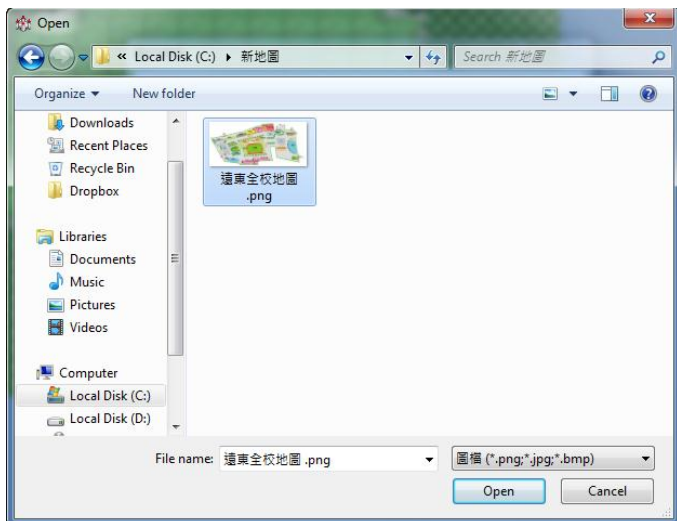 Open
« Local Disk (C:) ▸ 新地圖
Search 新地圖
Organize
New folder
Downloads
Recent Places
Recycle Bin
Dropbox
Libraries
Documents
Music
Pictures
Videos
Computer
Local Disk (C:)
Local Disk (D:)
遠東全校地圖
.png
File name: 遠東全校地圖 .png
圖檔 (*.png;*.jpg;*.bmp)
Open
Cancel